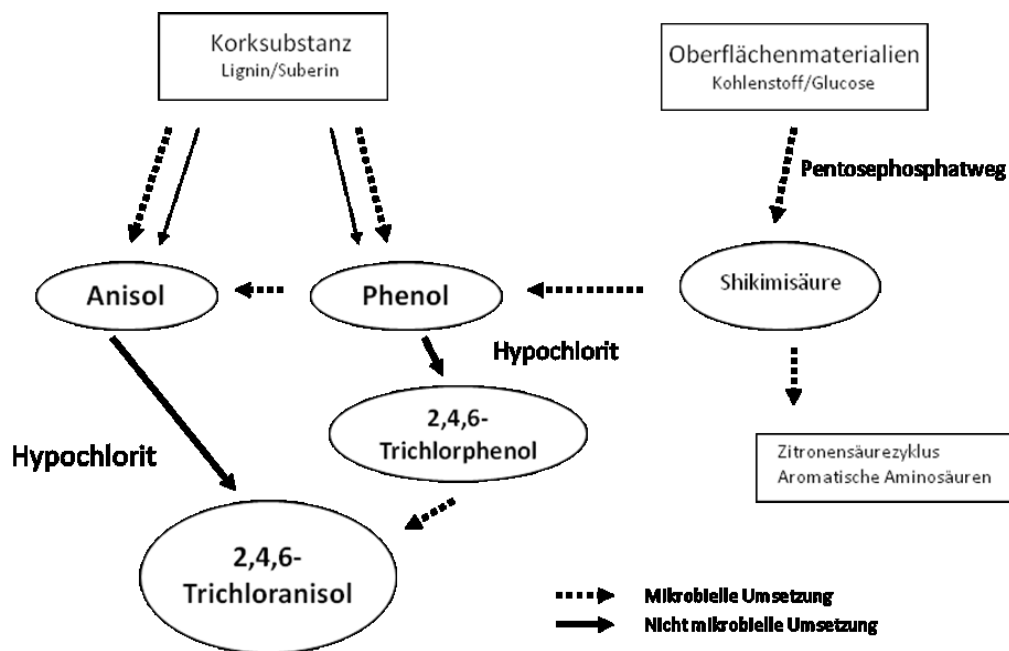 Korksubstanz
Lignin/Suberin
Oberflächenmaterialien
Kohlenstoff/Glucose
Pentosephosphatweg
Anisol
Phenol
Shikimisäure
Hypochlorit
2,4,6-
Trichlorphenol
Hypochlorit
Zitronensäurezyklus
Aromatische Aminosäuren
2,4,6-
Trichloranisol
Mikrobielle Umsetzung
Nicht mikrobielle Umsetzung